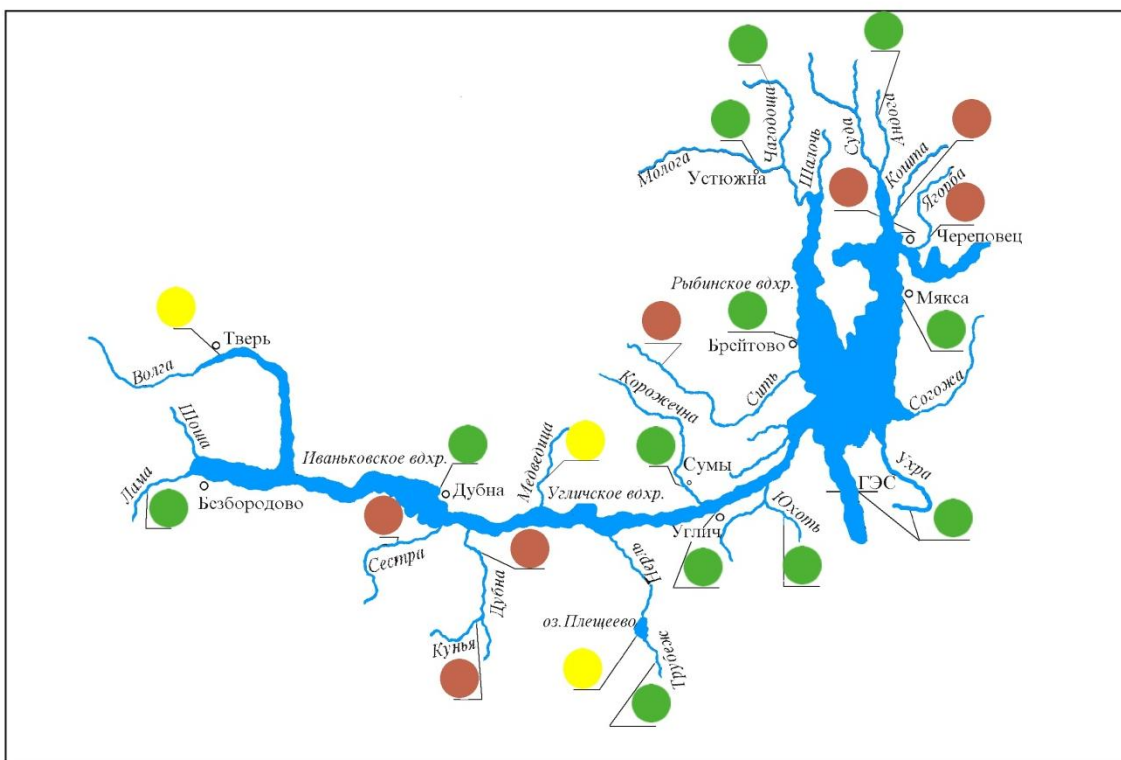 Чагодоща
Суда
Андога
Молога
Устюжна
Шалочь
Кошта
Ягорба
Череповец
Рыбинское вдхр.
Мякса
Брейтово
Тверь
Волга
Шоша
Лама
Безбородово
Иваньковское вдхр.
Дубна
Медведица
Угличское вдхр.
Корожечна
Сить
Согожа
Сумы
Ухра
ГЭС
Углич
Юхоть
Сестра
Дубна
Кунья
Нерль
оз. Плещеево
Трубеж